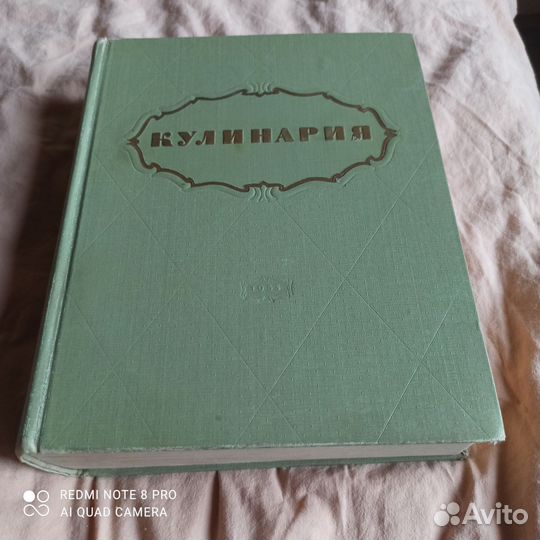 КУЛИНАРИЯ
REDMI NOTE 8 PRO
AI QUAD CAMERA
Avito